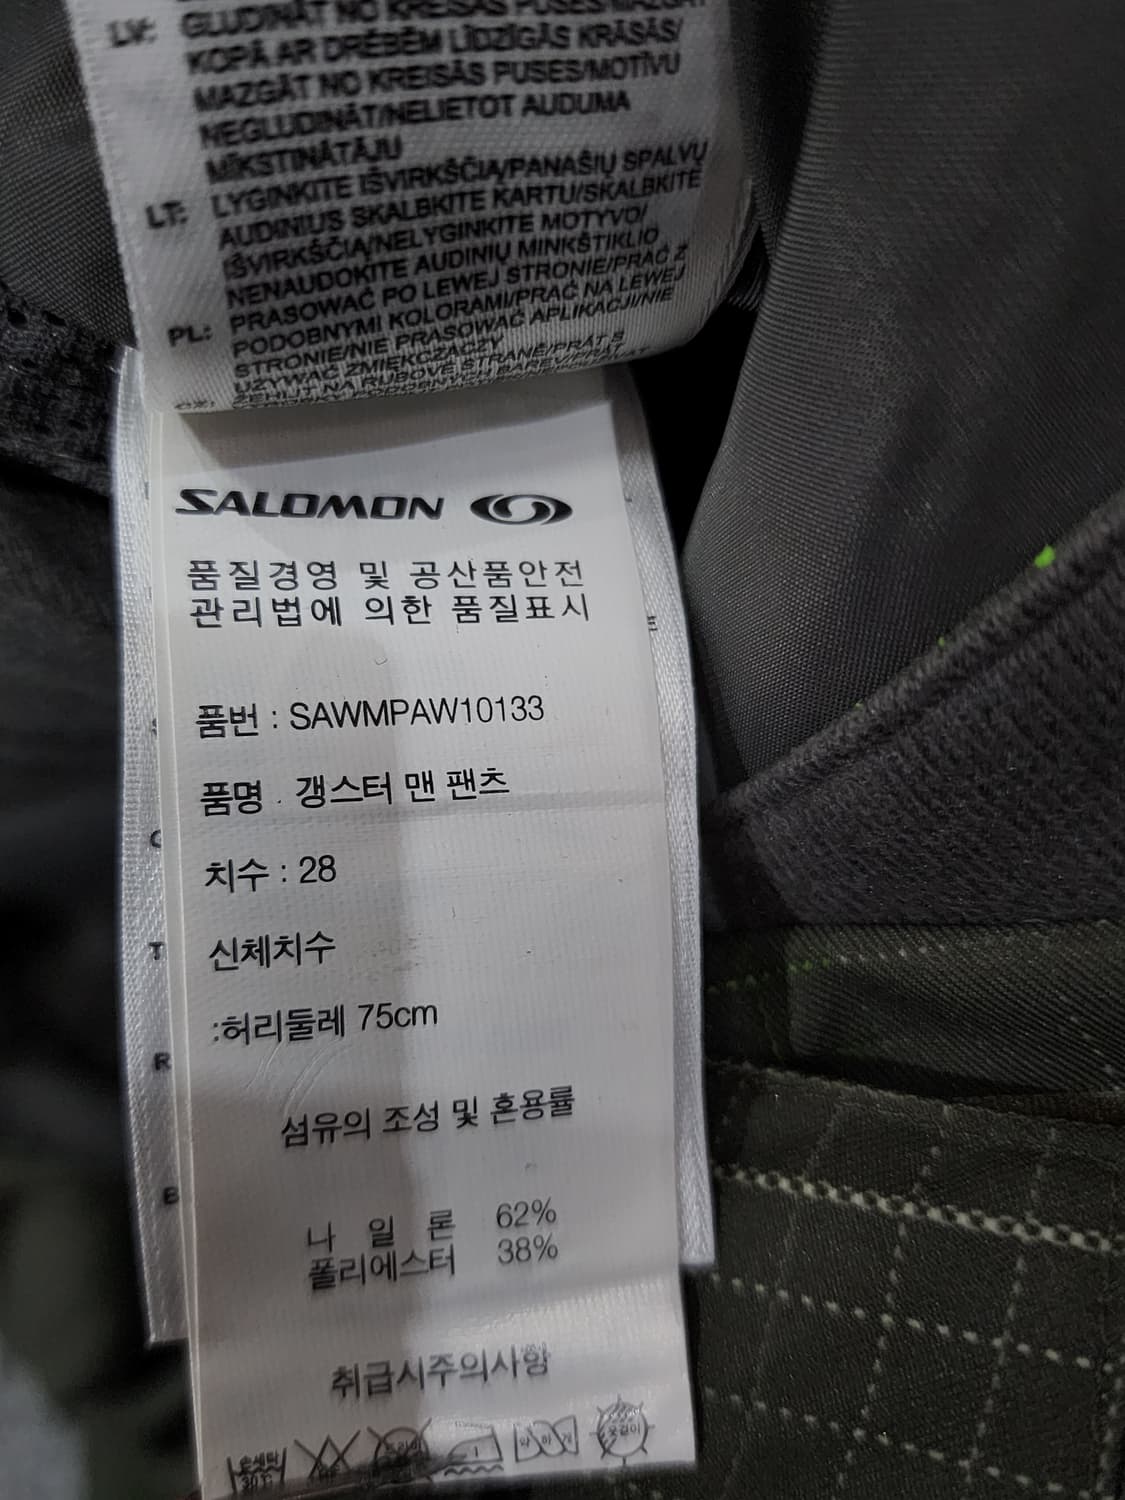 LV: GLUDINĀT NO KREISĀS PUSES/MAZGĀT
KOPĀ AR DRĒBĒM LĪDZĪGĀS KRĀSĀS/
MAZGĀT NO KREISĀS PUSES/MOTĪVU
NEGLUDINĀT/NELIETOT AUDUMA
MĪKSTINĀTĀJU
LT: LYGINKITE IŠVIRKŠČIĄ/PANAŠIŲ SPALVŲ
AUDINIUS SKALBKITE KARTU/SKALBKITE
IŠVIRKŠČIĄ/NELYGINKITE MOTYVO/
NENAUDOKITE AUDINIŲ MINKŠTIKLIO
PL: PRASOWAĆ PO LEWEJ STRONIE/PRAĆ Z
PODOBNYMI KOLORAMI/PRAĆ NA LEWEJ
STRONIE/NIE PRASOWAĆ APLIKACJI/NIE
UŻYWAĆ ZMIĘKCZACZY
SALOMON
품질경영 및 공산품안전
관리법에 의한 품질표시
품번 : SAWMPAW10133
품명 . 갱스터 맨 팬츠
치수 : 28
신체치수
:허리둘레 75cm
섬유의 조성 및 혼용률
나 일 론 62%
폴리에스터 38%
취급시주의사항
손세탁
30℃
T
R
B